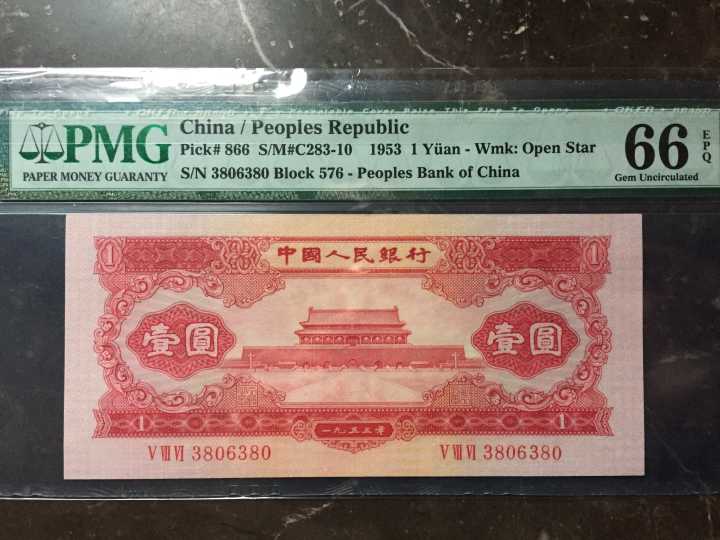 China / Peoples Republic
PMG
Pick# 866 S/M#C283-10 1953 1 Yüan - Wmk: Open Star
66 EPQ
PAPER MONEY GUARANTY
S/N 3806380 Block 576 - Peoples Bank of China
Gem Uncirculated
1 中國人民銀行 1
壹圓 壹圓
1 一九五三年 1
V VII VI 3806380 V VII VI 3806380